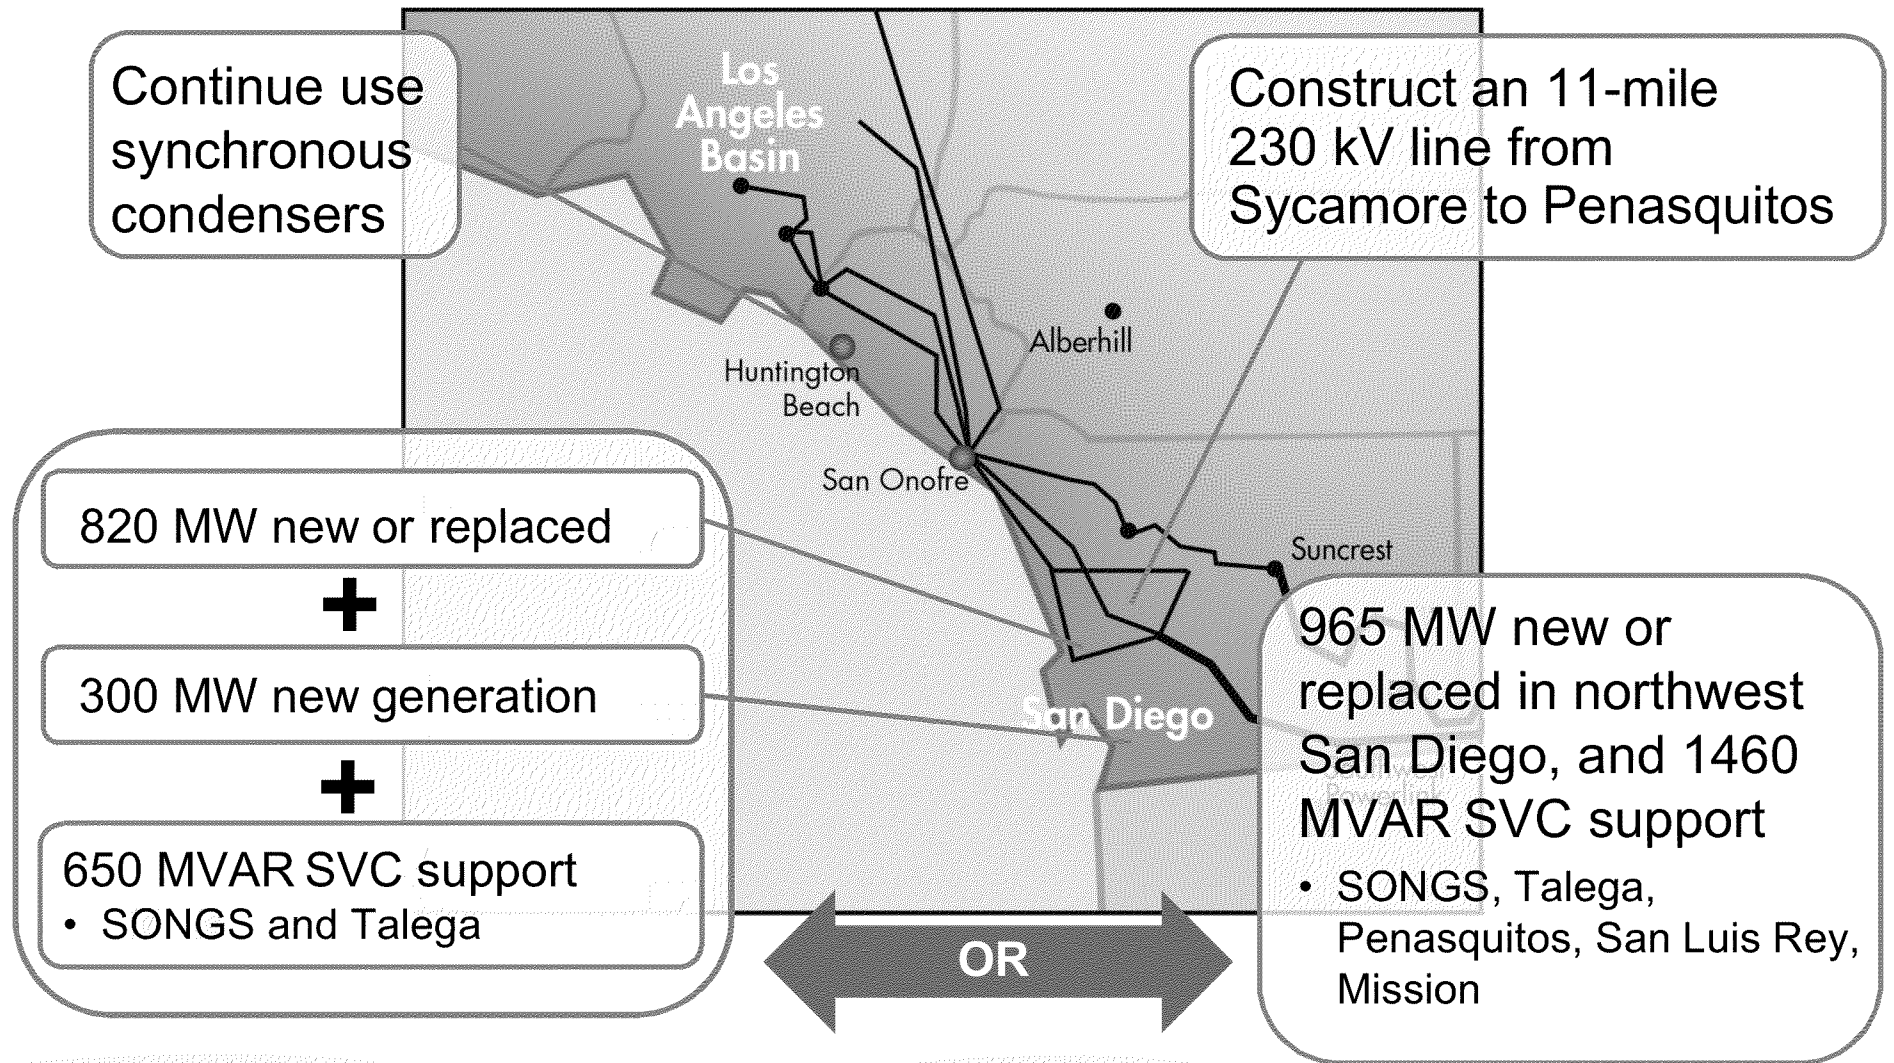 Continue use
synchronous
condensers
Los
Angeles
Basin
Construct an 11-mile
230 kV line from
Sycamore to Penasquitos
Alberhill
Huntington
Beach
San Onofre
Suncrest
San Diego
820 MW new or replaced
+
300 MW new generation
+
650 MVAR SVC support
• SONGS and Talega
OR
965 MW new or
replaced in northwest
San Diego, and 1460
MVAR SVC support
• SONGS, Talega,
Penasquitos, San Luis Rey,
Mission
Powerlink